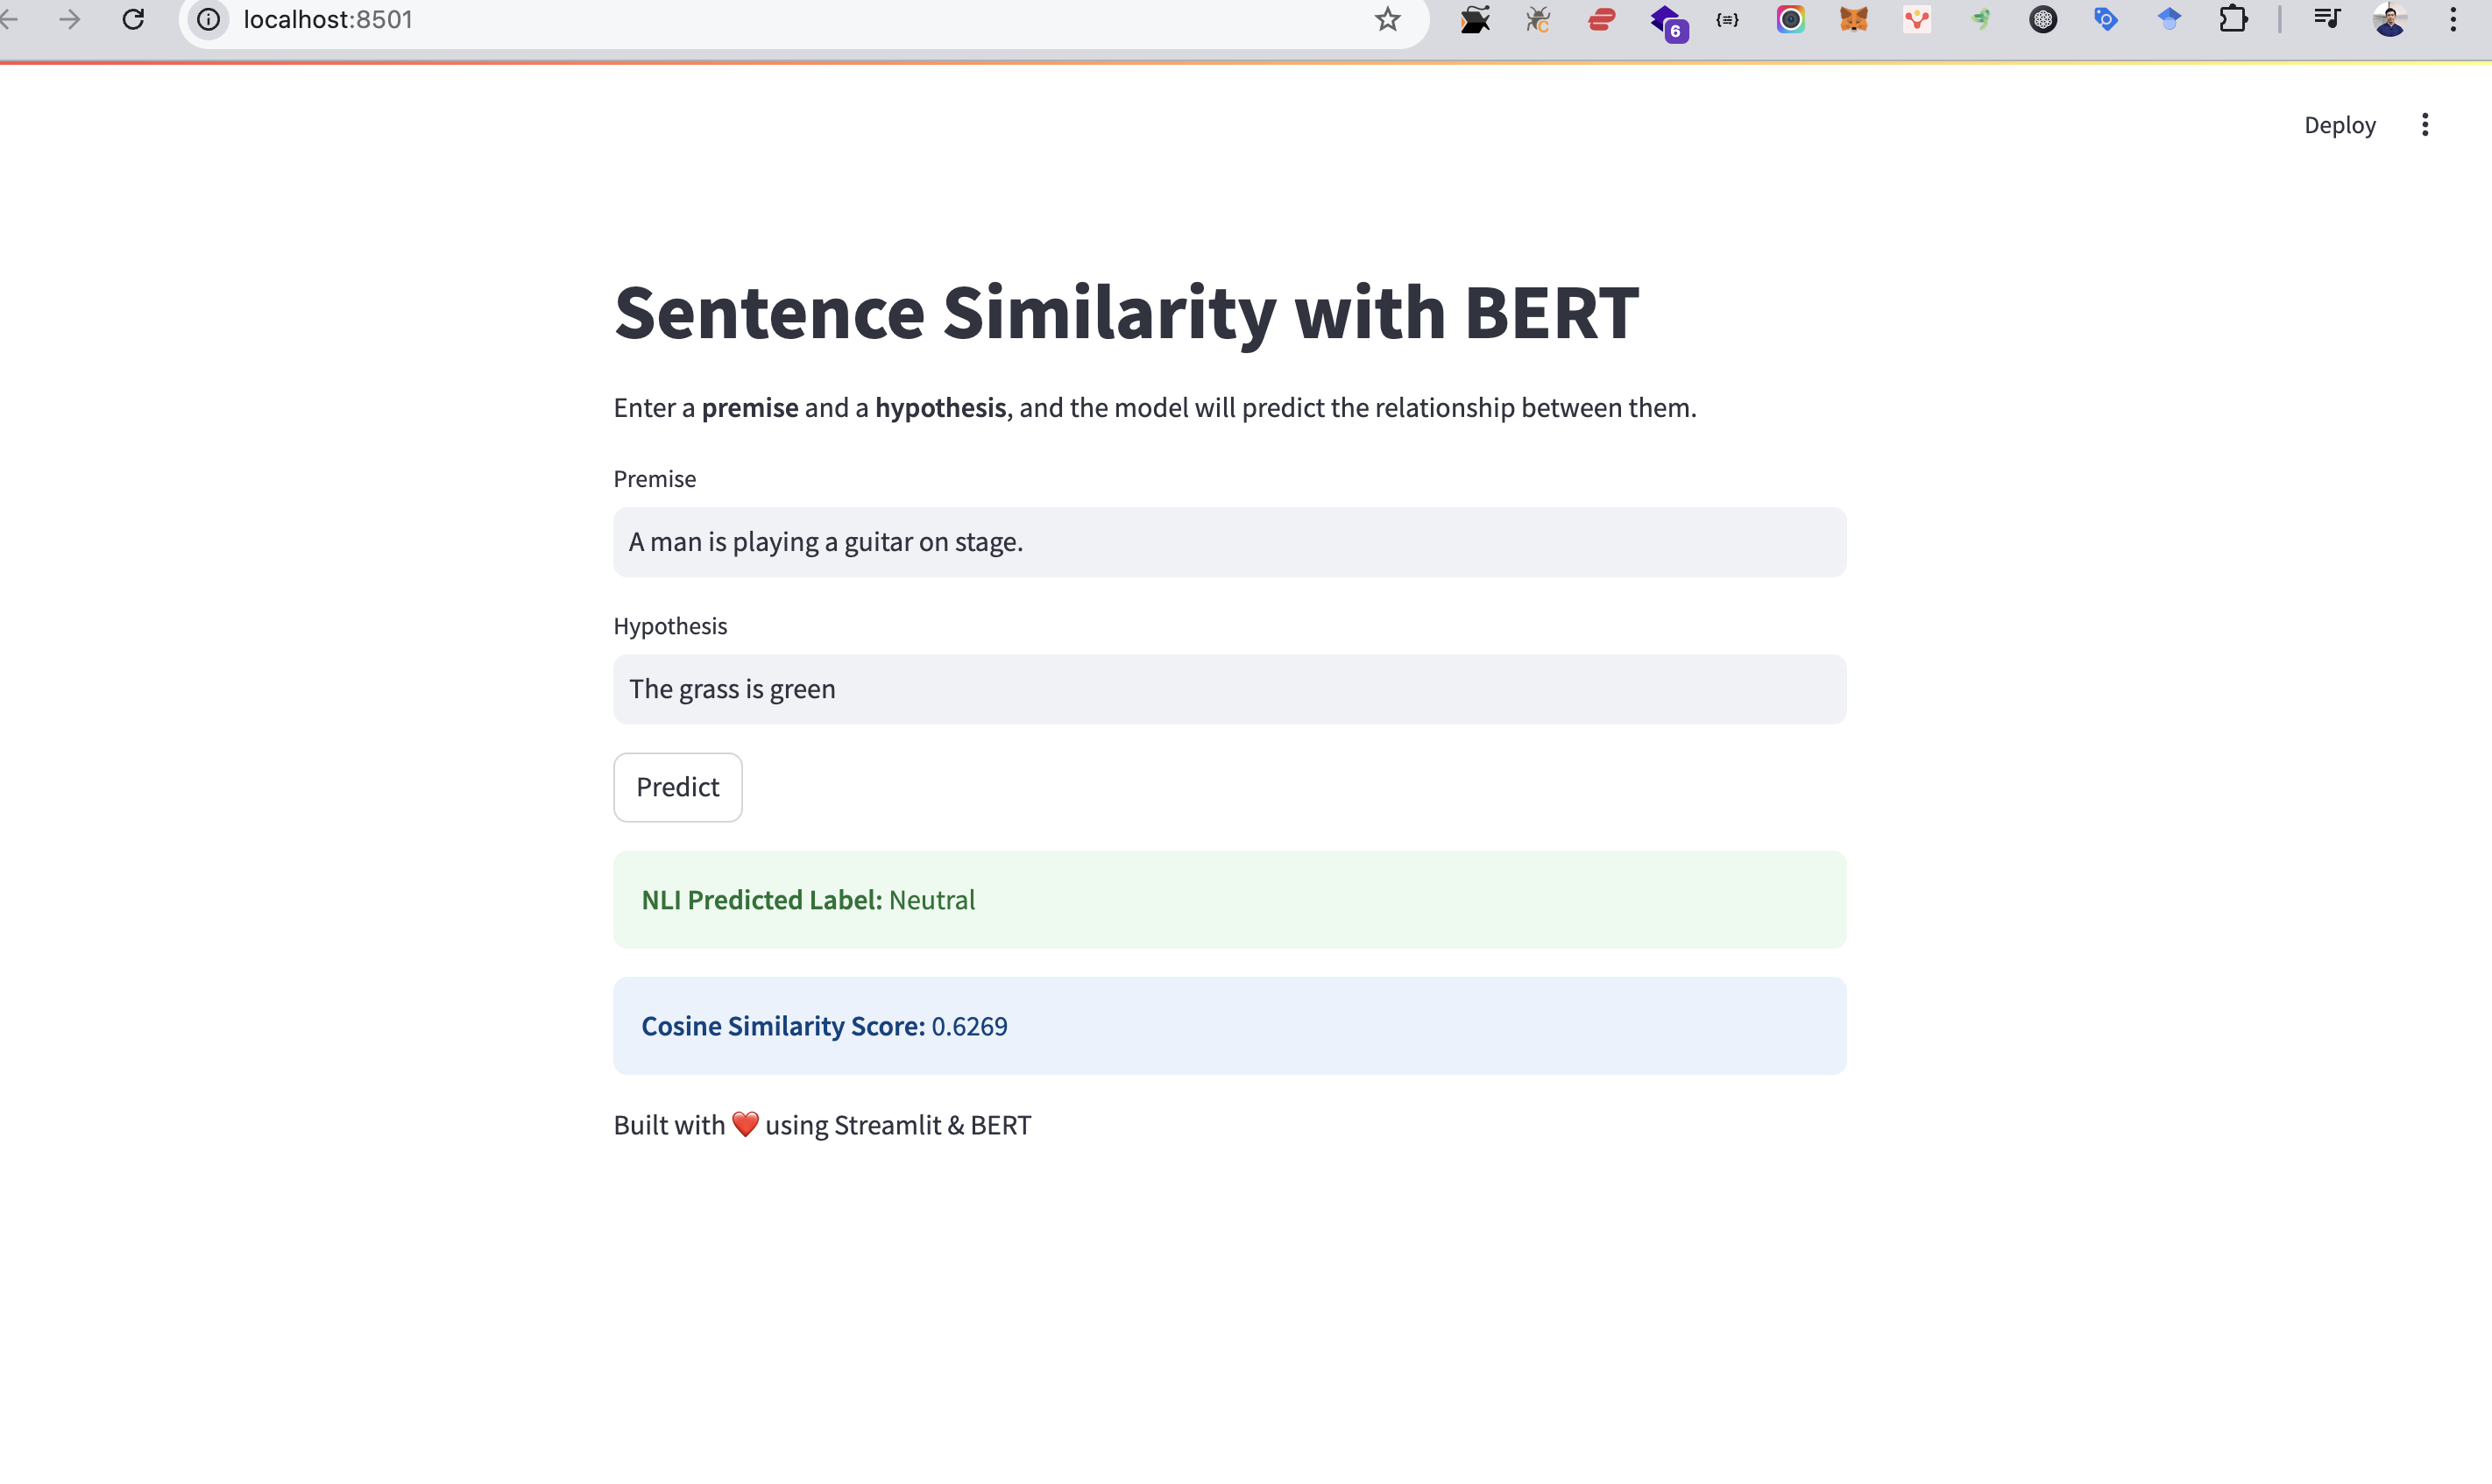 localhost:8501
6
Deploy
Sentence Similarity with BERT
Enter a premise and a hypothesis, and the model will predict the relationship between them.
Premise
A man is playing a guitar on stage.
Hypothesis
The grass is green
Predict
NLI Predicted Label: Neutral
Cosine Similarity Score: 0.6269
Built with ❤️ using Streamlit & BERT